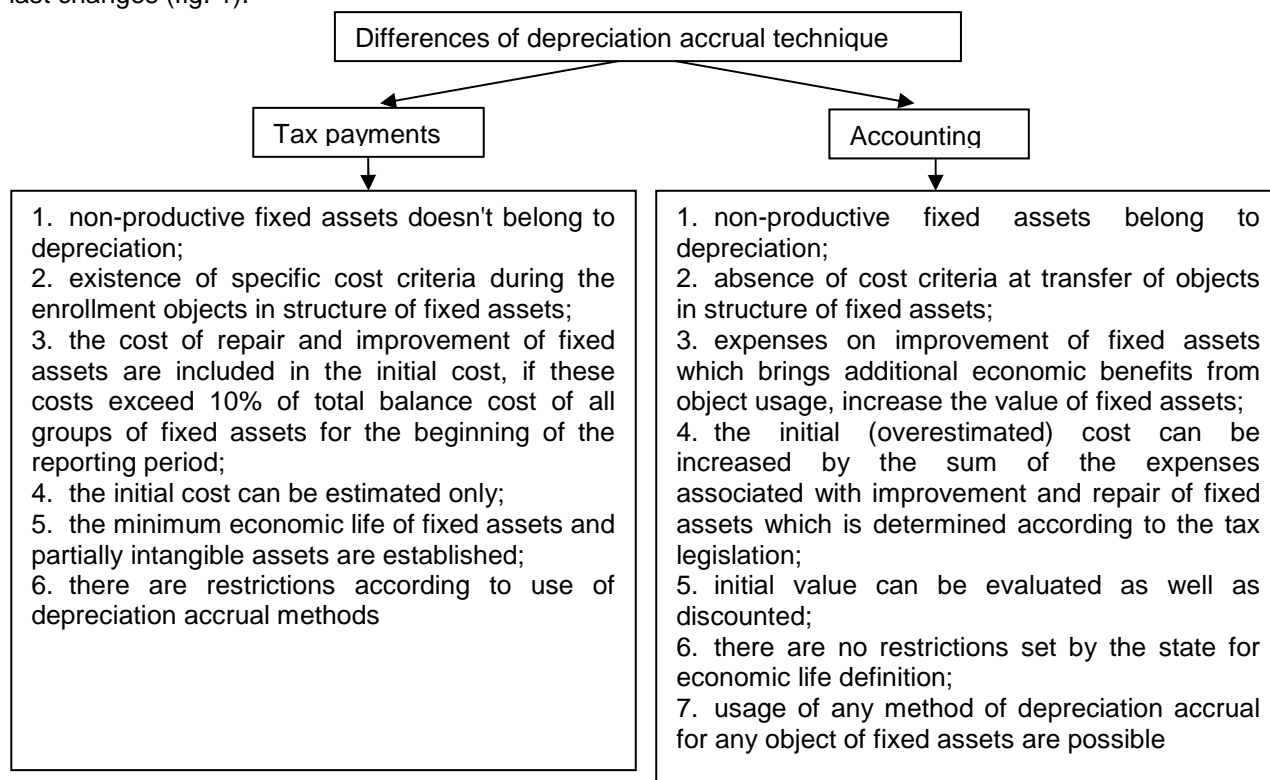 last changes (fig. 1).
Differences of depreciation accrual technique
Tax payments
Accounting
1. non-productive fixed assets doesn't belong to
depreciation;
2. existence of specific cost criteria during the
enrollment objects in structure of fixed assets;
3. the cost of repair and improvement of fixed
assets are included in the initial cost, if these
costs exceed 10% of total balance cost of all
groups of fixed assets for the beginning of the
reporting period;
4. the initial cost can be estimated only;
5. the minimum economic life of fixed assets and
partially intangible assets are established;
6. there are restrictions according to use of
depreciation accrual methods
1. non-productive fixed assets belong to
depreciation;
2. absence of cost criteria at transfer of objects
in structure of fixed assets;
3. expenses on improvement of fixed assets
which brings additional economic benefits from
object usage, increase the value of fixed assets;
4. the initial (overestimated) cost can be
increased by the sum of the expenses
associated with improvement and repair of fixed
assets which is determined according to the tax
legislation;
5. initial value can be evaluated as well as
discounted;
6. there are no restrictions set by the state for
economic life definition;
7. usage of any method of depreciation accrual
for any object of fixed assets are possible